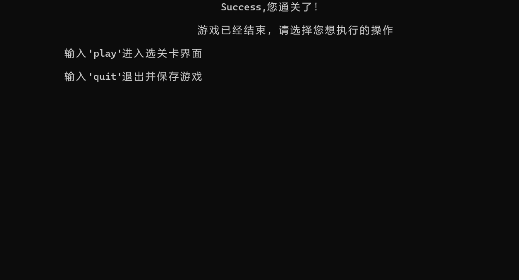 Success,您通关了！
游戏已经结束, 请选择您想执行的操作
输入'play'进入选关卡界面
输入'quit'退出并保存游戏